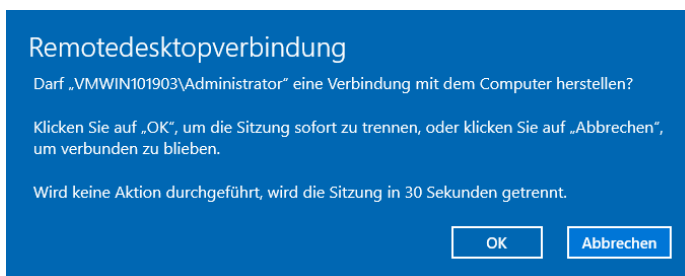 Remotedesktopverbindung
Darf „VMWIN101903\Administrator“ eine Verbindung mit dem Computer herstellen?
Klicken Sie auf „OK“, um die Sitzung sofort zu trennen, oder klicken Sie auf „Abbrechen“,
um verbunden zu blieben.
Wird keine Aktion durchgeführt, wird die Sitzung in 30 Sekunden getrennt.
OK
Abbrechen